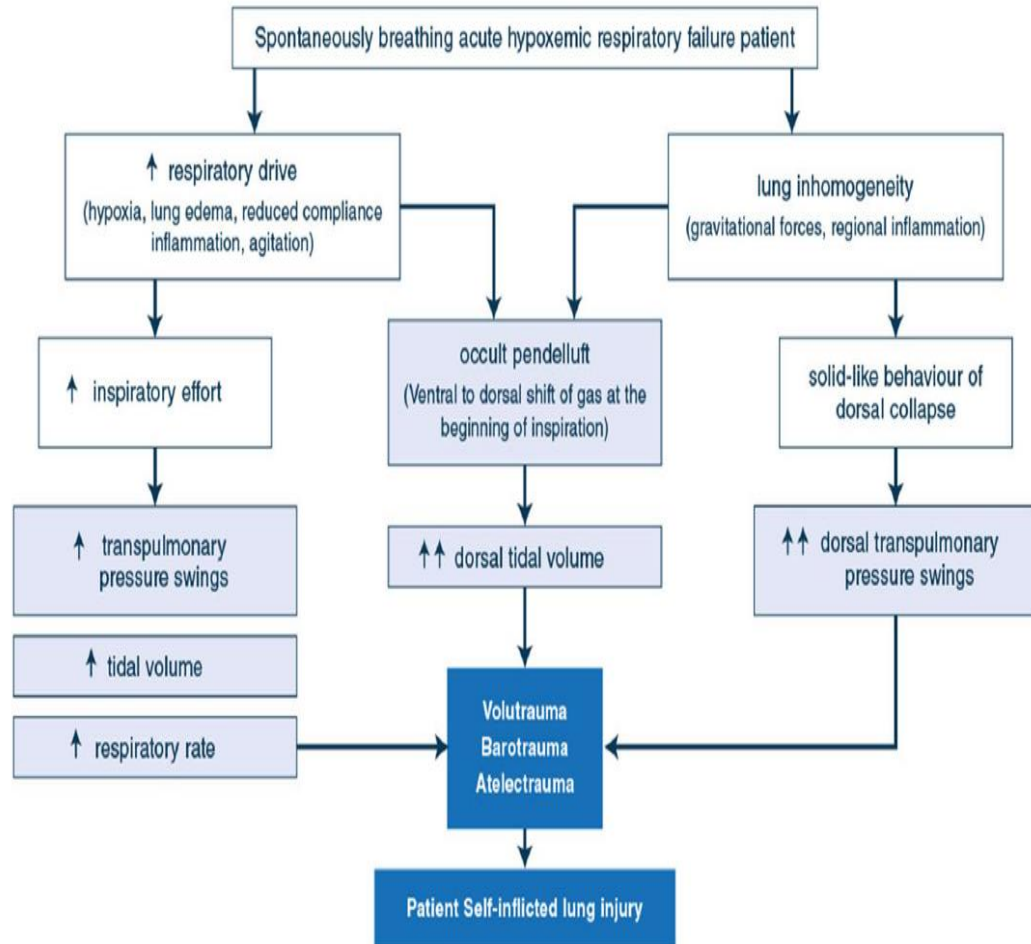 Spontaneously breathing acute hypoxemic respiratory failure patient
↑ respiratory drive
(hypoxia, lung edema, reduced compliance
inflammation, agitation)
lung inhomogeneity
(gravitational forces, regional inflammation)
↑ inspiratory effort
occult pendelluft
(Ventral to dorsal shift of gas at the
beginning of inspiration)
solid-like behaviour of
dorsal collapse
↑ transpulmonary
pressure swings
↑↑ dorsal tidal volume
↑↑ dorsal transpulmonary
pressure swings
↑ tidal volume
↑ respiratory rate
Volutrauma
Barotrauma
Atelectrauma
Patient Self-inflicted lung injury